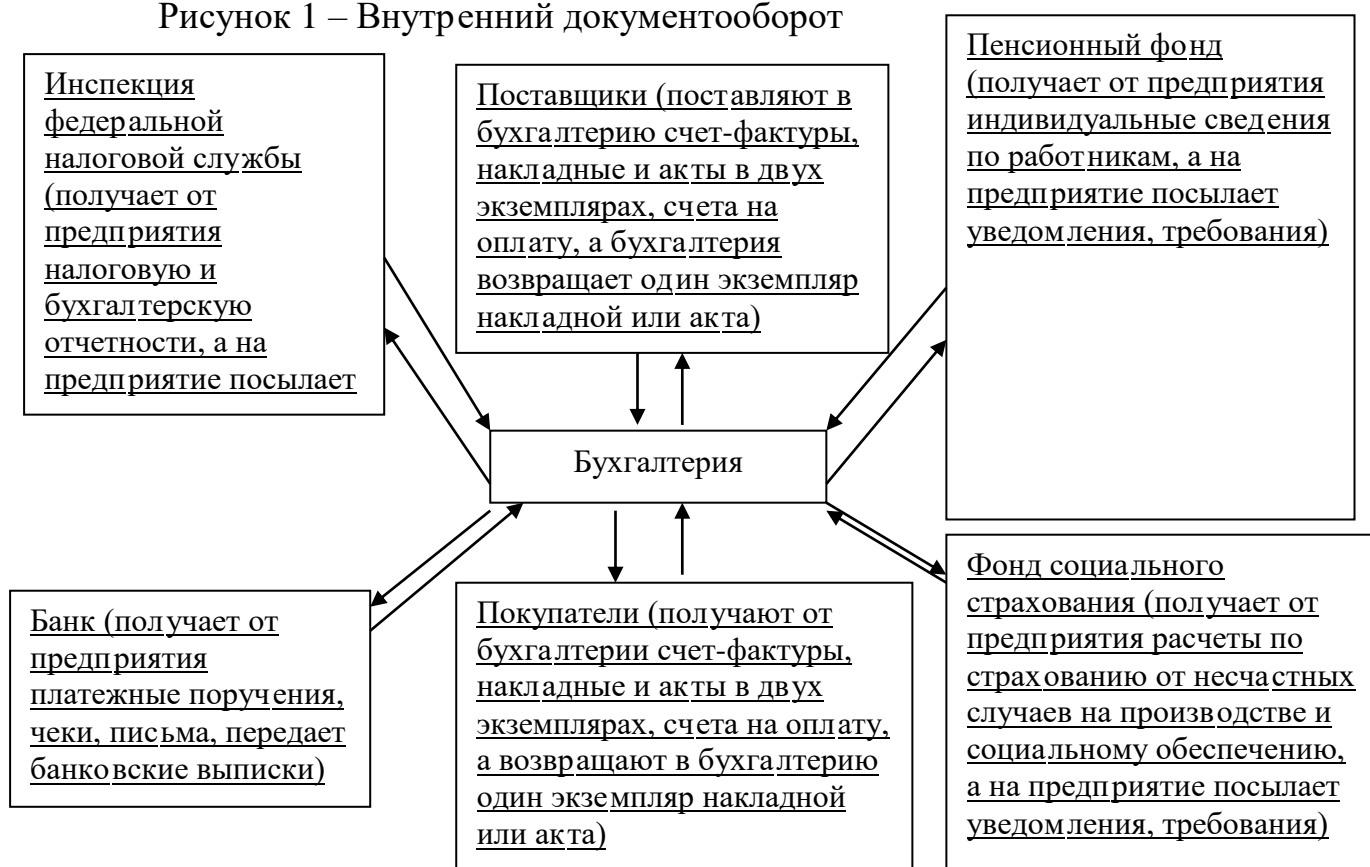 Рисунок 1 – Внутренний документооборот
Инспекция
федеральной
налоговой службы
(получает от
предприятия
налоговую и
бухгалтерскую
отчетности, а на
предприятие посылает
Поставщики (поставляют в
бухгалтерию счет-фактуры,
накладные и акты в двух
экземплярах, счета на
оплату, а бухгалтерия
возвращает один экземпляр
накладной или акта)
Пенсионный фонд
(получает от предприятия
индивидуальные сведения
по работникам, а на
предприятие посылает
уведомления, требования)
Бухгалтерия
Банк (получает от
предприятия
платежные поручения,
чеки, письма, передает
банковские выписки)
Покупатели (получают от
бухгалтерии счет-фактуры,
накладные и акты в двух
экземплярах, счета на оплату,
а возвращают в бухгалтерию
один экземпляр накладной
или акта)
Фонд социального
страхования (получает от
предприятия расчеты по
страхованию от несчастных
случаев на производстве и
социальному обеспечению,
а на предприятие посылает
уведомления, требования)